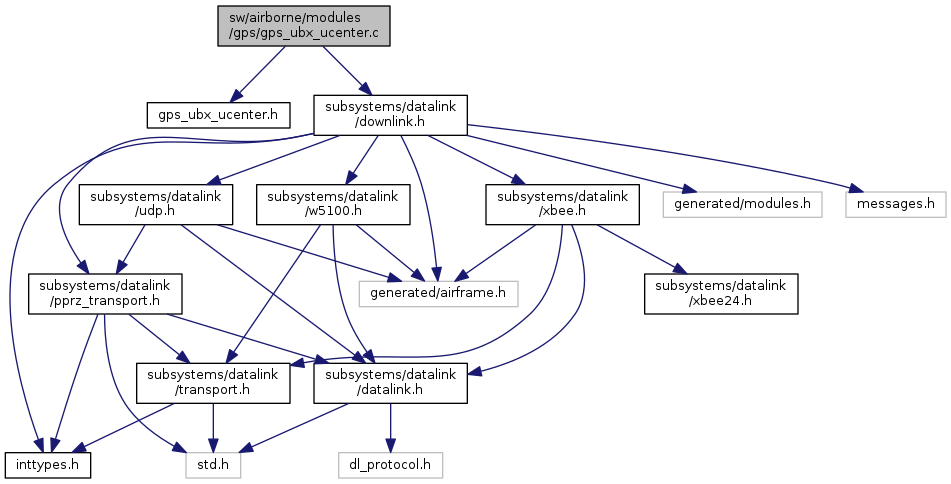 sw/airborne/modules
/gps/gps_ubx_ucenter.c
gps_ubx_ucenter.h
subsystems/datalink
/downlink.h
subsystems/datalink
/udp.h
subsystems/datalink
/w5100.h
subsystems/datalink
/xbee.h
generated/modules.h
messages.h
subsystems/datalink
/pprz_transport.h
generated/airframe.h
subsystems/datalink
/xbee24.h
subsystems/datalink
/transport.h
subsystems/datalink
/datalink.h
inttypes.h
std.h
dl_protocol.h